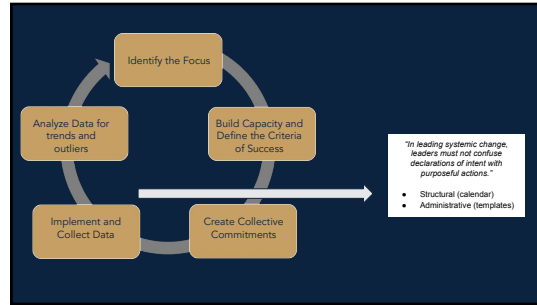 Identify the Focus
Build Capacity and
Define the Criteria
of Success
Create Collective
Commitments
Implement and
Collect Data
Analyze Data for
trends and
outliers
"In leading systemic change,
leaders must not confuse
declarations of intent with
purposeful actions."
● Structural (calendar)
● Administrative (templates)